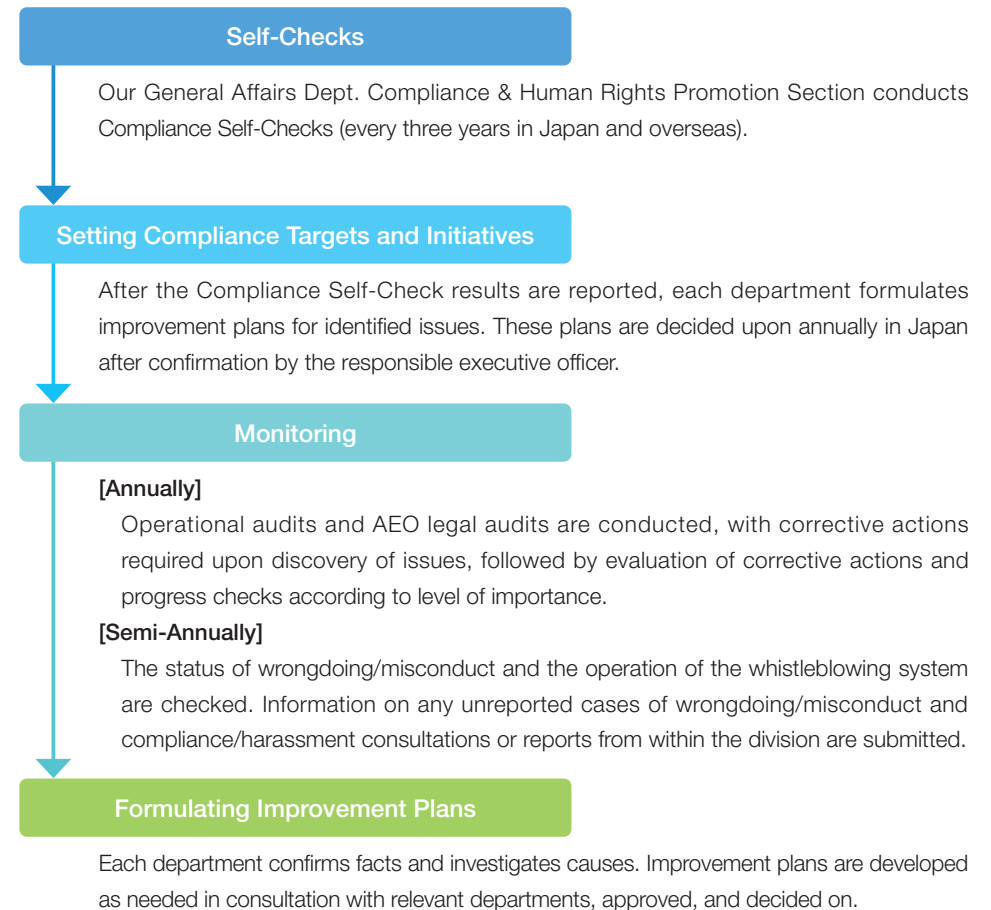 Self-Checks
Our General Affairs Dept. Compliance & Human Rights Promotion Section conducts
Compliance Self-Checks (every three years in Japan and overseas).
Setting Compliance Targets and Initiatives
After the Compliance Self-Check results are reported, each department formulates
improvement plans for identified issues. These plans are decided upon annually in Japan
after confirmation by the responsible executive officer.
Monitoring
[Annually]
Operational audits and AEO legal audits are conducted, with corrective actions
required upon discovery of issues, followed by evaluation of corrective actions and
progress checks according to level of importance.
[Semi-Annually]
The status of wrongdoing/misconduct and the operation of the whistleblowing system
are checked. Information on any unreported cases of wrongdoing/misconduct and
compliance/harassment consultations or reports from within the division are submitted.
Formulating Improvement Plans
Each department confirms facts and investigates causes. Improvement plans are developed
as needed in consultation with relevant departments, approved, and decided on.